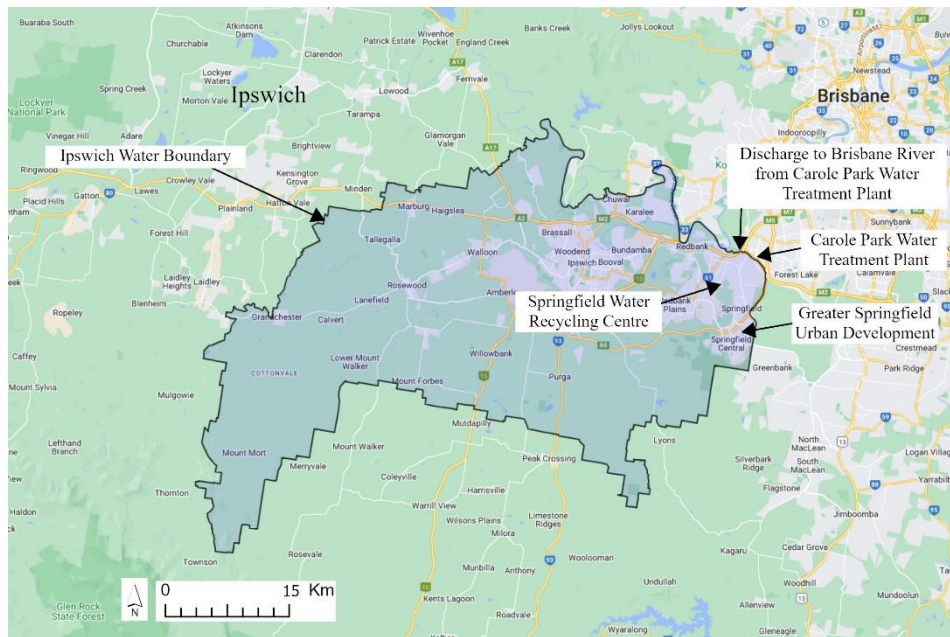 Buaraba South
Atkinsons Dam
Wivenhoe Pocket
Banks Creek
Jollys Lookout
Churchable
Patrick Estate
England Creek
A17
Clarendon
Fernvale
Lockyer Waters
Spring Creek
Lowood
Newstead
Morton Vale
Ipswich
Brisbane
Lockyer National Park
Tarampa
Glamorgan Vale
Indooroopilly
Vinegar Hill
Adare
Brightview
Ipswich Water Boundary
A17
Discharge to Brisbane River from Carole Park Water Treatment Plant
Ringwood
Crowley Vale
Kensington Grove
Minden
Placid Hills
Gatton
Lawes
Hatton Vale
Plainland
Marburg
Haigslea
Chuwar
Karalee
A2
M2
Forest Hill
Tallegalla
Walloon
Brassall
Woodend
Bundamba
Redbank
Carole Park Water Treatment Plant
Ipswich
Booval
Forest Lake
Calamvale
Laidley Heights
Laidley
Rosewood
Blenheim
Lanefield
Springfield Water Recycling Centre
Plains
Springfield
Ropeley
Grandchester
Calvert
Greater Springfield Urban Development
A5
Springfield Central
Crestmead
Caffey
Lower Mount Walker
Willowbank
Greenbank
Park Ridge
COTTONVALE
Mount Forbes
Purga
Mount Sylvia
Mulgowie
Mutdapilly
Lefthand Branch
Mount Walker
Lyons
North MacLean
Mount Mort
Peak Crossing
Silverbark Ridge
South MacLean
Logan Village
Merryvale
Coleyville
Harrisville
Flagstone
Thornton
Warrill View
Haldon
Wilsons Plains
Limestone Ridges
Jimboomba
Milora
Kagaru
Cedar Grove
Townson
Rosevale
Woolooman
0
15 Km
Munbilla
Anthony
Undullah
Woodhill
N
Glen Rock State Forest
Kents Lagoon
Roadvale
Wyaralong
Gleneagle